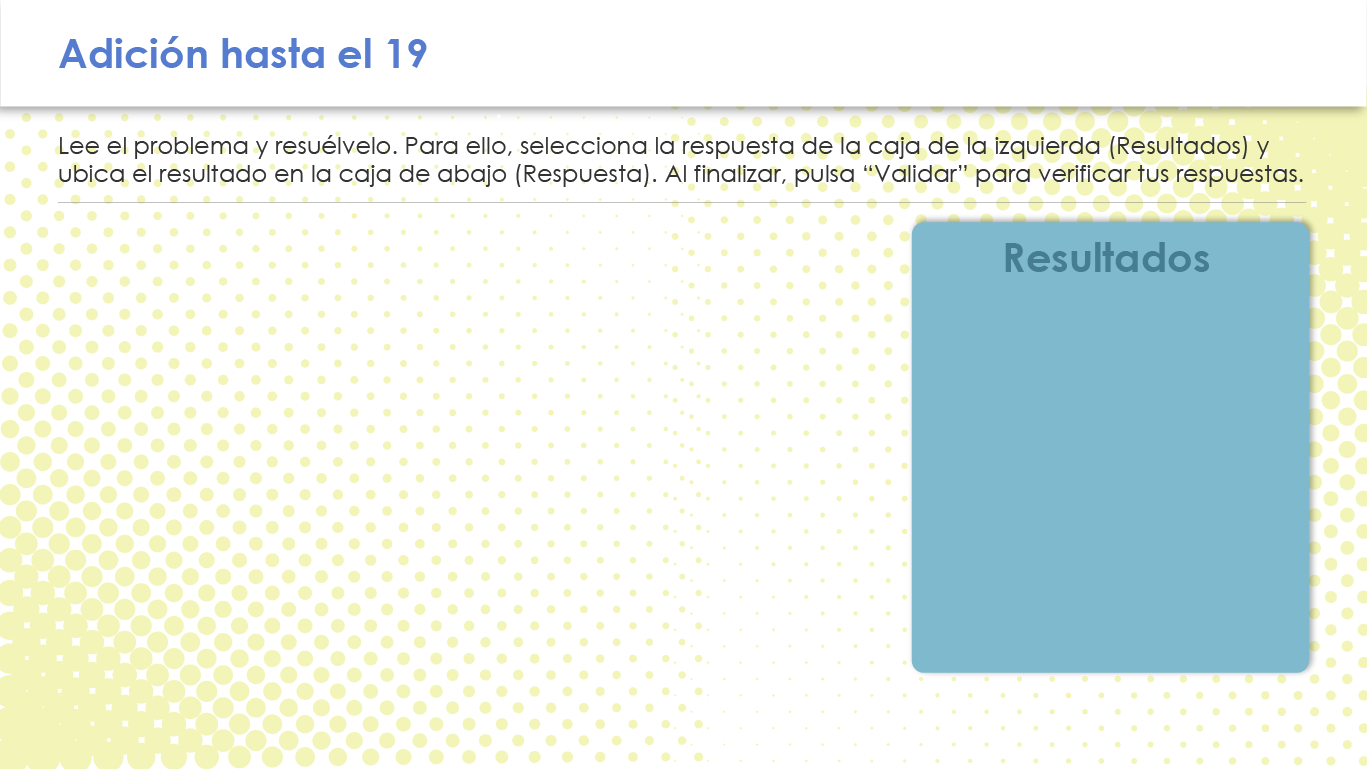 Adición hasta el 19
Lee el problema y resuélvelo. Para ello, selecciona la respuesta de la caja de la izquierda (Resultados) y
ubica el resultado en la caja de abajo (Respuesta). Al finalizar, pulsa “Validar” para verificar tus respuestas.
Resultados